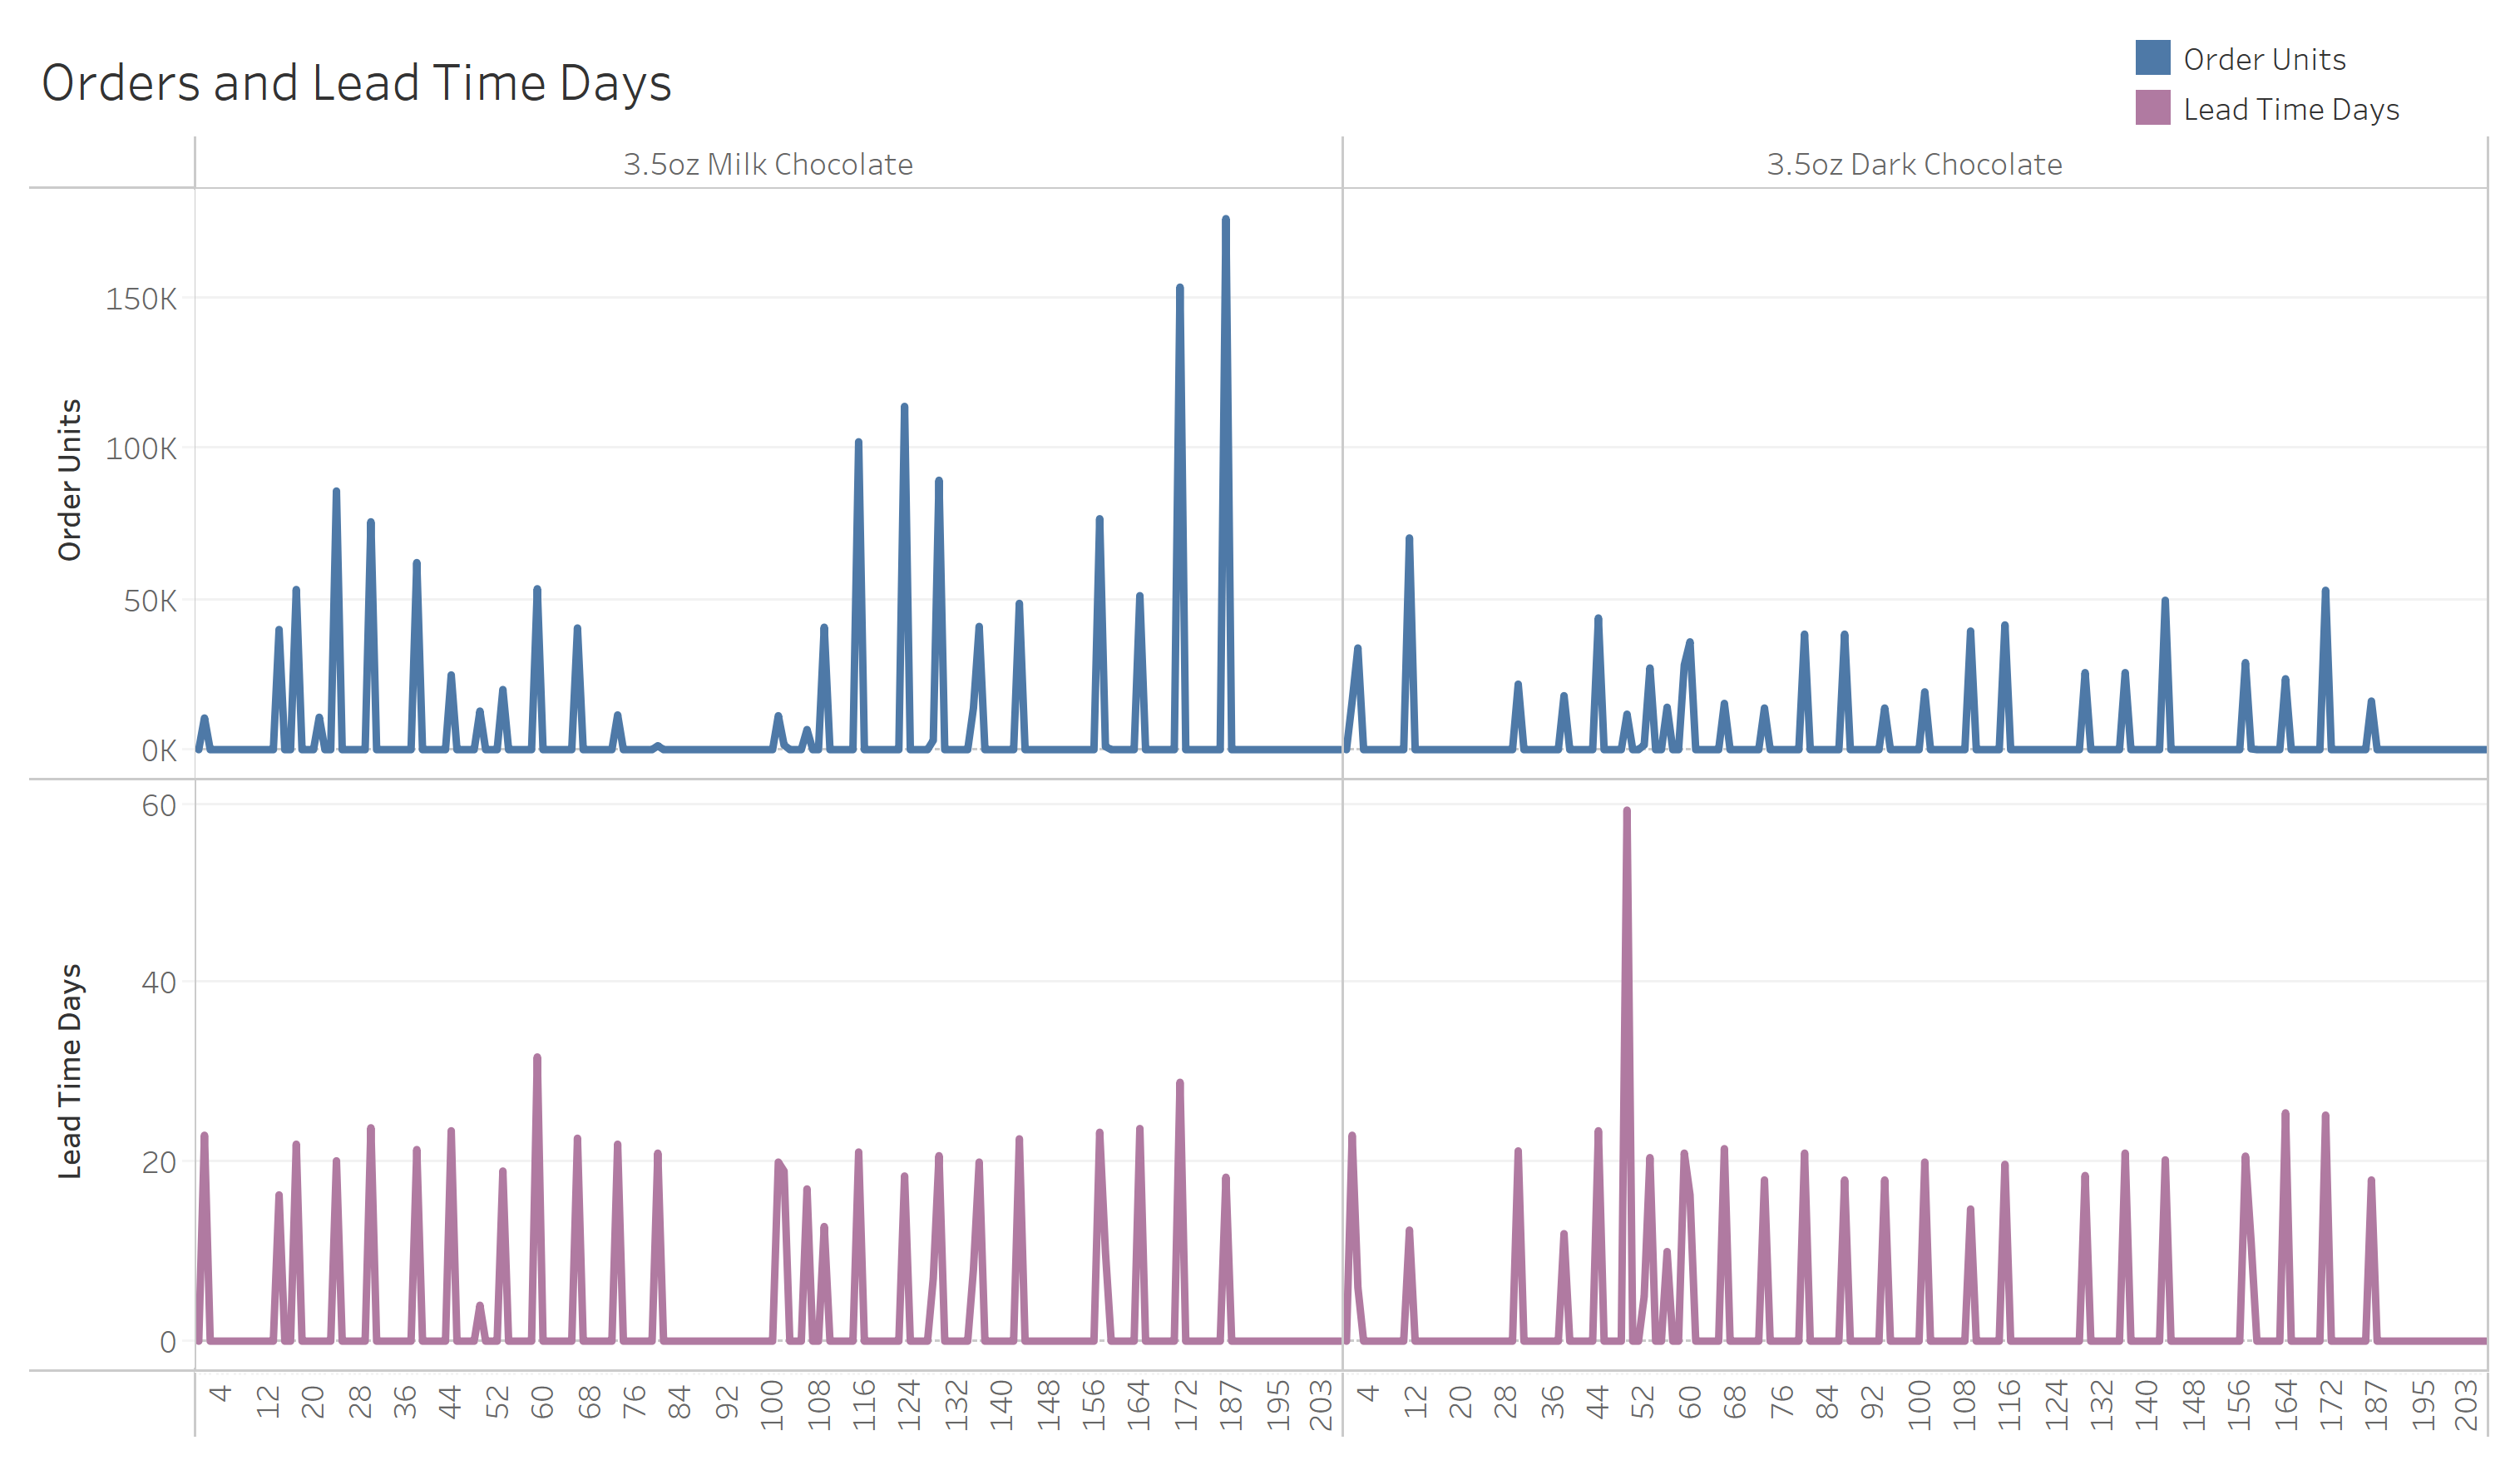 Orders and Lead Time Days
Order Units
Lead Time Days
3.5oz Milk Chocolate
3.5oz Dark Chocolate
Order Units
150K
100K
50K
0K
Lead Time Days
60
40
20
0
4 12 20 28 36 44 52 60 68 76 84 92 100 108 116 124 132 140 148 156 164 172 187 195 203
4 12 20 28 36 44 52 60 68 76 84 92 100 108 116 124 132 140 148 156 164 172 187 195 203